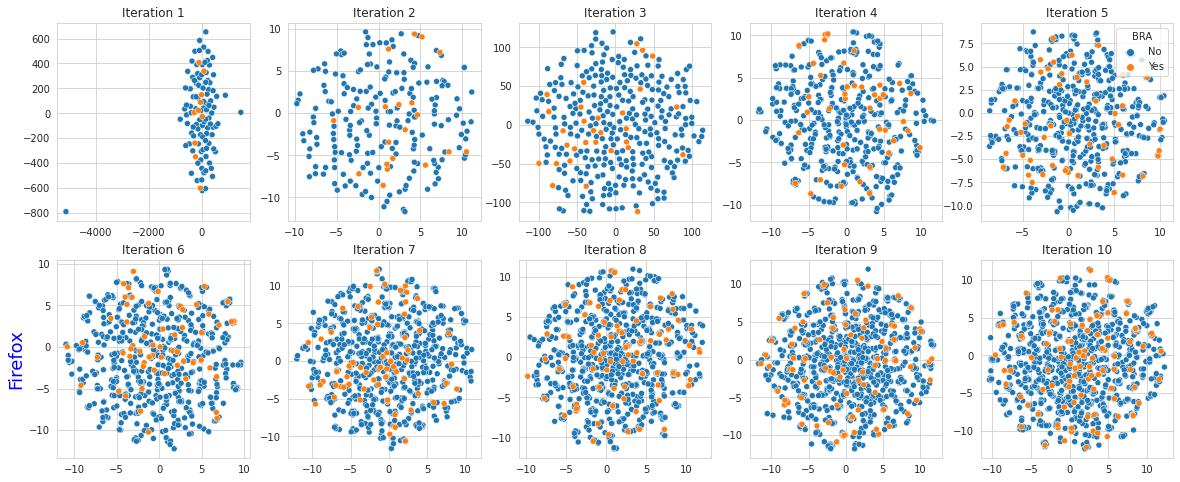 Iteration 1
600
400
200
0
−200
−400
−600
−800
−4000 −2000 0
Iteration 2
10
5
0
−5
−10
−10 −5 0 5 10
Iteration 3
100
50
0
−50
−100
−100 −50 0 50 100
Iteration 4
10
5
0
−5
−10
−10 −5 0 5 10
Iteration 5
BRA
No
Yes
7.5
5.0
2.5
0.0
−2.5
−5.0
−7.5
−10.0
−5 0 5 10
Firefox
Iteration 6
10
5
0
−5
−10
−10 −5 0 5 10
Iteration 7
10
5
0
−5
−10
−10 −5 0 5 10
Iteration 8
10
5
0
−5
−10
−10 −5 0 5 10
Iteration 9
10
5
0
−5
−10
−10 −5 0 5 10
Iteration 10
10
5
0
−5
−10
−10 −5 0 5 10